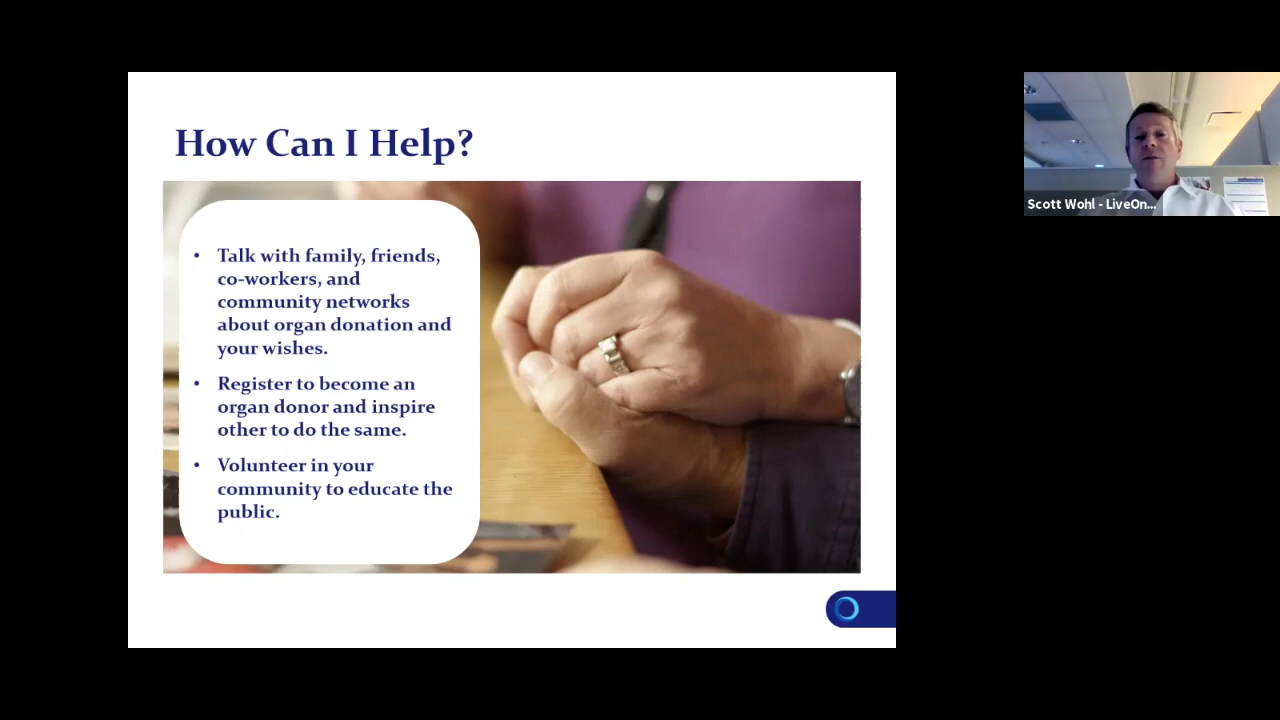 How Can I Help?
• Talk with family, friends,
co-workers, and
community networks
about organ donation and
your wishes.
• Register to become an
organ donor and inspire
other to do the same.
• Volunteer in your
community to educate the
public.
Scott Wohl - LiveOn...